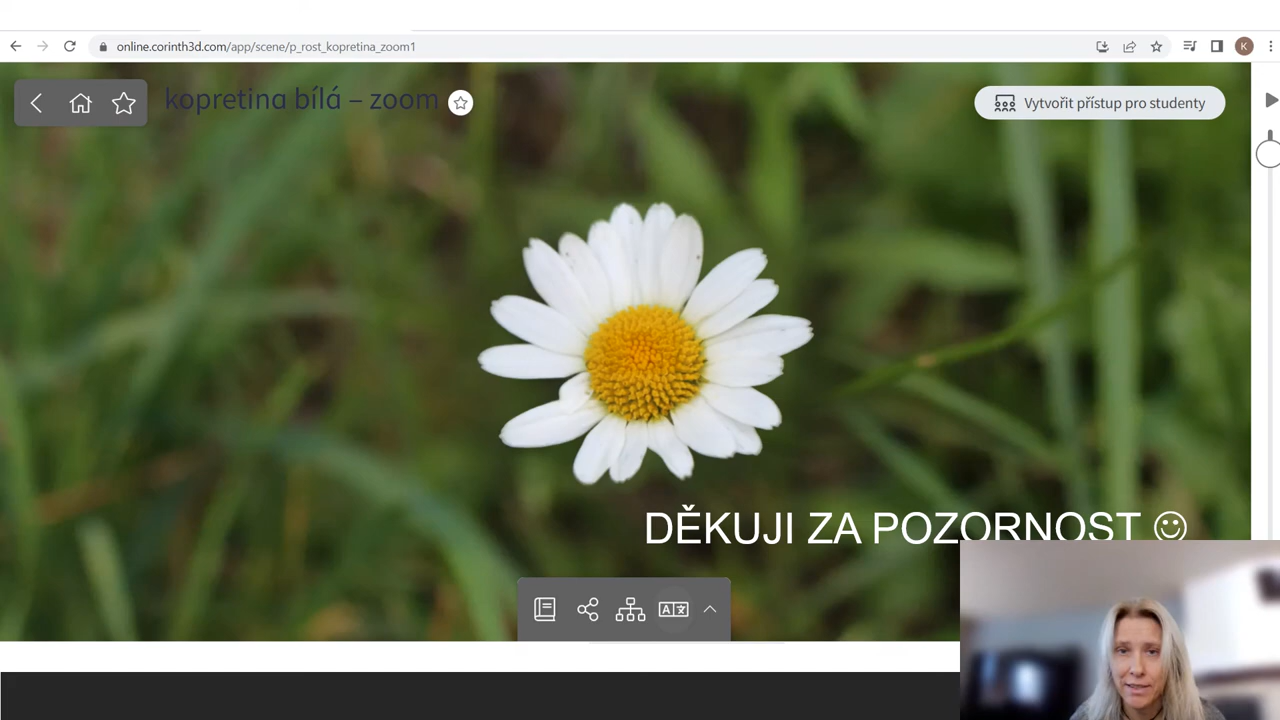 online.corinth3d.com/app/scene/p_rost_kopretina_zoom1
K
kopretina bílá – zoom
Vytvořit přístup pro studenty
DĚKUJI ZA POZORNOST ☺
A